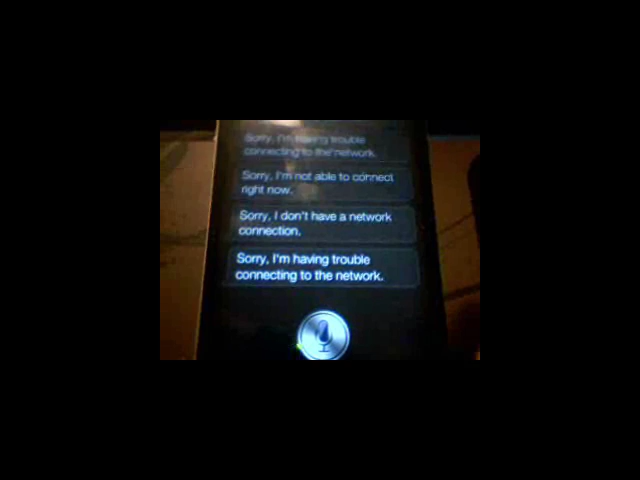 Sorry, I'm having trouble
connecting to the network.
Sorry, I'm not able to connect
right now.
Sorry, I don't have a network
connection.
Sorry, I'm having trouble
connecting to the network.